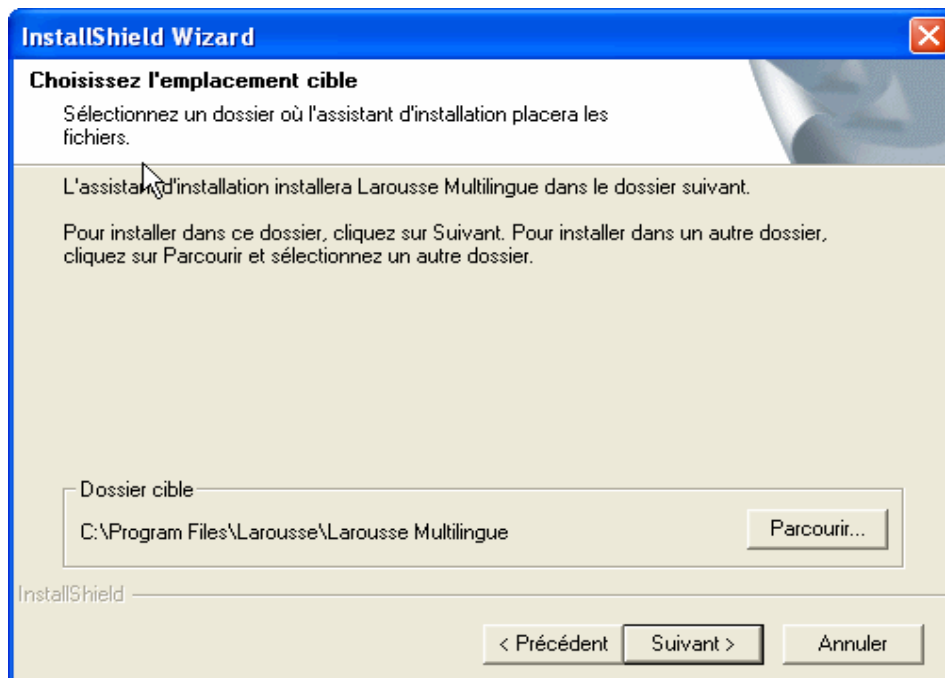 InstallShield Wizard
Choisissez l'emplacement cible
Sélectionnez un dossier où l'assistant d'installation placera les
fichiers.
L'assistant d'installation installera Larousse Multilingue dans le dossier suivant.
Pour installer dans ce dossier, cliquez sur Suivant. Pour installer dans un autre dossier,
cliquez sur Parcourir et sélectionnez un autre dossier.
Dossier cible
C:\Program Files\Larousse\Larousse Multilingue
Parcourir...
InstallShield
< Précédent
Suivant >
Annuler